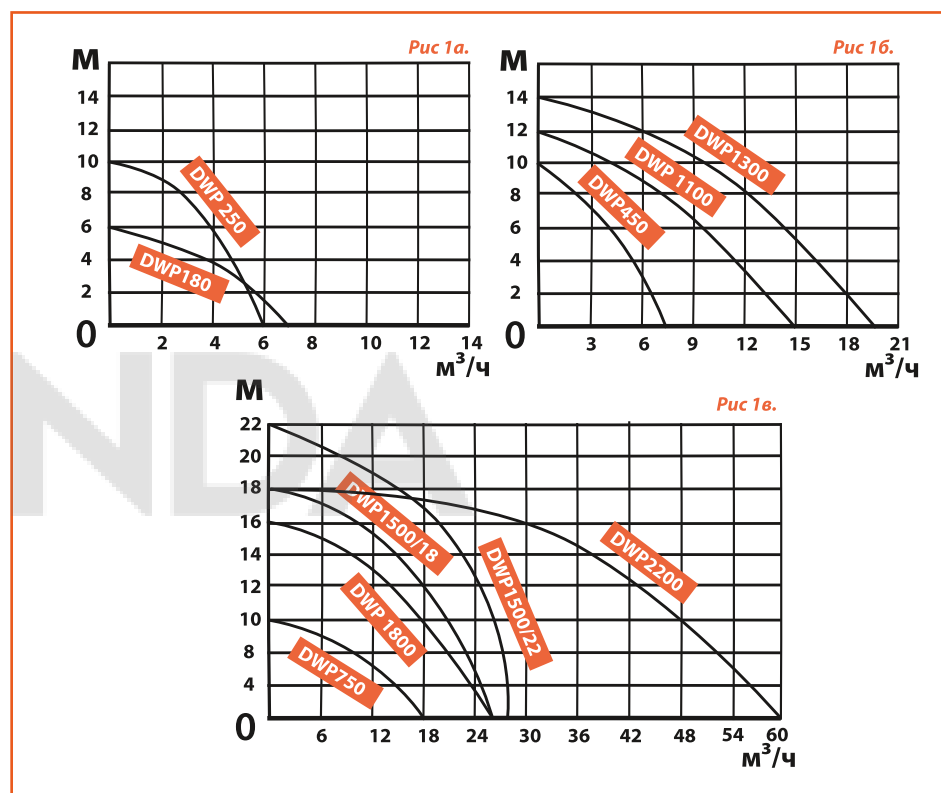 Рис 1а.
М
14
12
10
8
6
4
2
0
2
4
6
8
10
12
14
м³/ч
DWP 250
DWP180
Рис 1б.
М
14
12
10
8
6
4
2
0
3
6
9
12
15
18
21
м³/ч
DWP1300
DWP 1100
DWP450
Рис 1в.
М
22
20
18
16
14
12
10
8
4
0
6
12
18
24
30
36
42
48
54
60
м³/ч
DWP1500/18
DWP1500/22
DWP2200
DWP 1800
DWP750
NDA